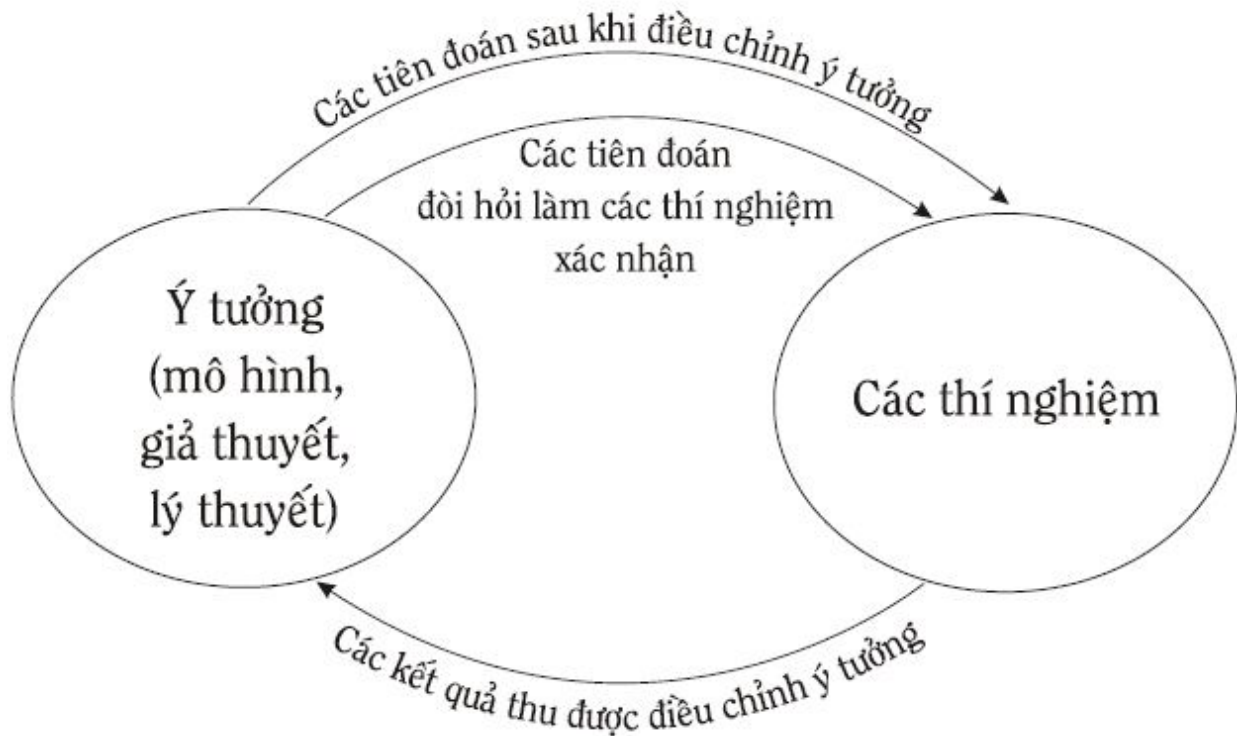 Các tiên đoán sau khi điều chỉnh ý tưởng
Các tiên đoán
đòi hỏi làm các thí nghiệm
xác nhận
Ý tưởng
(mô hình,
giả thuyết,
lý thuyết)
Các thí nghiệm
Các kết quả thu được điều chỉnh ý tưởng